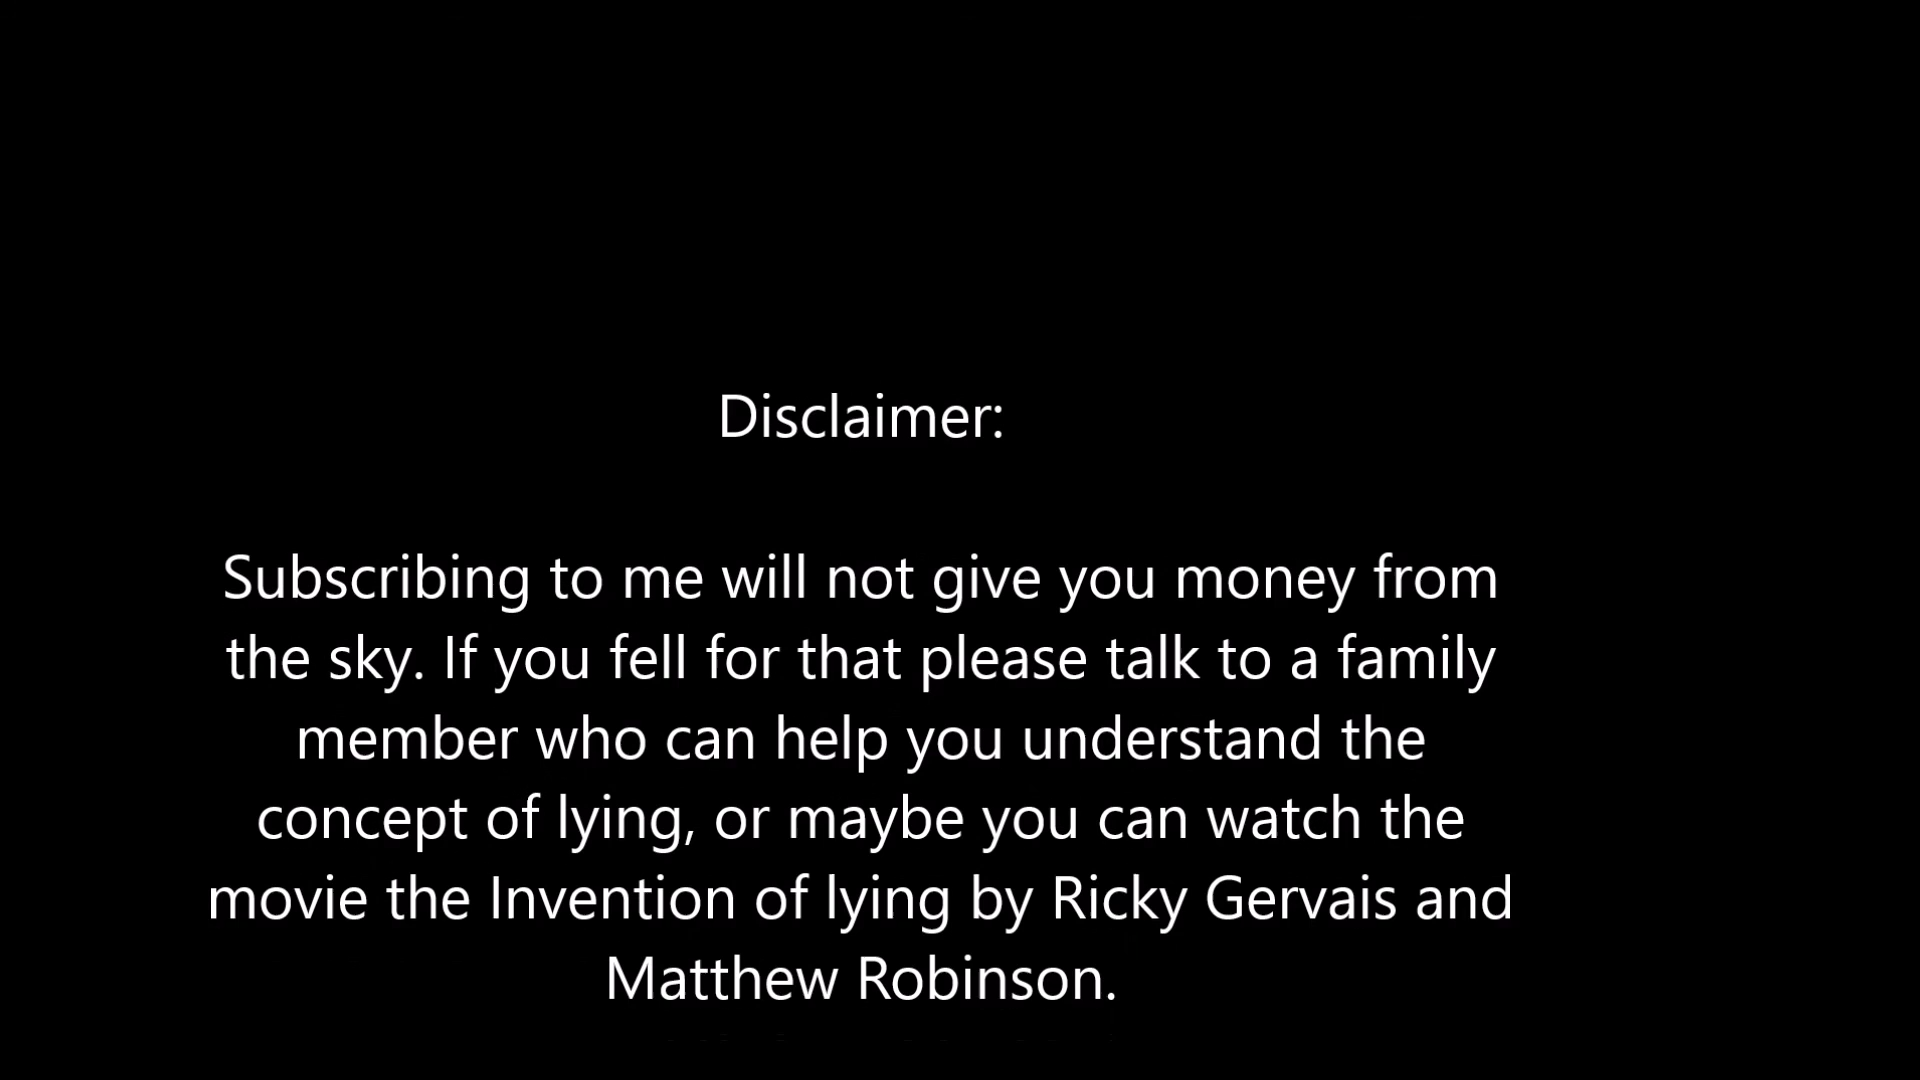 Disclaimer:
Subscribing to me will not give you money from
the sky. If you fell for that please talk to a family
member who can help you understand the
concept of lying, or maybe you can watch the
movie the Invention of lying by Ricky Gervais and
Matthew Robinson.